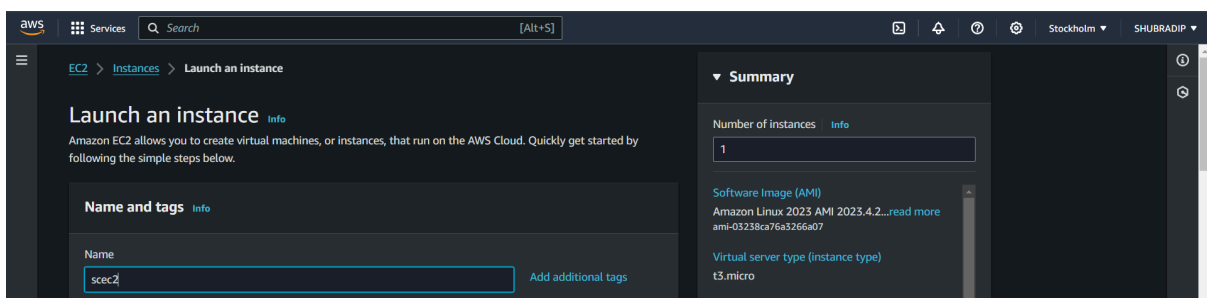 aws
Services
Search [Alt+S]
Stockholm
SHUBRADIP
EC2 > Instances > Launch an instance
Launch an instance Info
Amazon EC2 allows you to create virtual machines, or instances, that run on the AWS Cloud. Quickly get started by
following the simple steps below.
Name and tags Info
Name
scec2
Add additional tags
Summary
Number of instances Info
1
Software Image (AMI)
Amazon Linux 2023 AMI 2023.4.2...read more
ami-03238ca76a3266a07
Virtual server type (instance type)
t3.micro